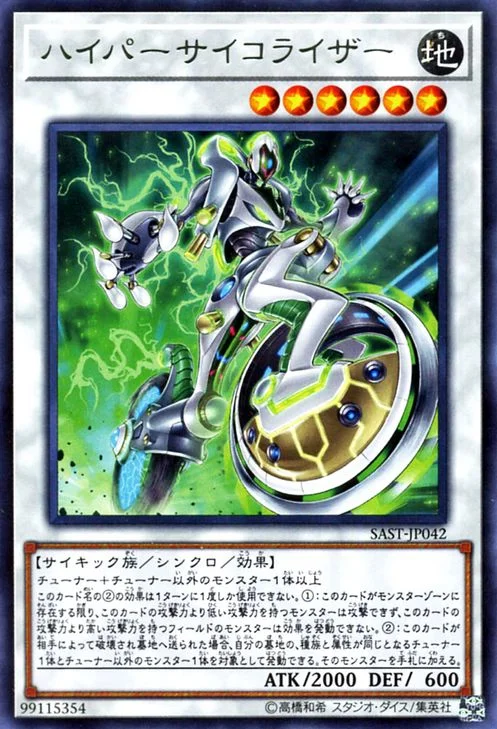 ハイパーサイコライザー
地
SAST-JP042
【サイキック族／シンクロ／効果】
チューナー＋チューナー以外のモンスター1体以上
このカード名の②の効果は1ターンに1度しか使用できない。①：このカードがモンスターゾーンに
存在する限り、このカードの攻撃力より低い攻撃力を持つモンスターは攻撃できず、このカードの
攻撃力より高い攻撃力を持つフィールドのモンスターは効果を発動できない。②：このカードが
相手によって破壊され墓地へ送られた場合、自分の墓地の、種族と属性が同じとなるチューナー
1体とチューナー以外のモンスター1体を対象として発動できる。そのモンスターを手札に加える。
ATK/2000 DEF/ 600
99115354
©高橋和希 スタジオ・ダイス/集英社